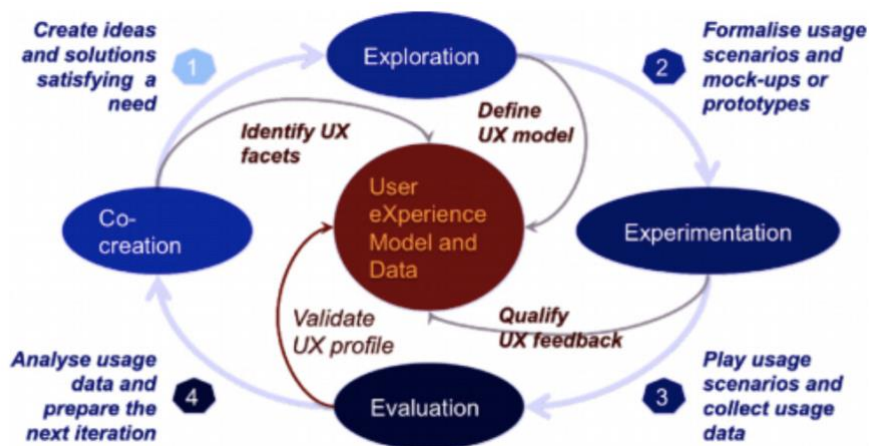 Create ideas
and solutions
satisfying a
need
1
Exploration
2
Formalise usage
scenarios and
mock-ups or
prototypes
Identify UX
facets
Define
UX model
Co-
creation
User
eXperience
Model and
Data
Experimentation
Validate
UX profile
Qualify
UX feedback
Analyse usage
data and
prepare the
next iteration
4
Evaluation
3
Play usage
scenarios and
collect usage
data